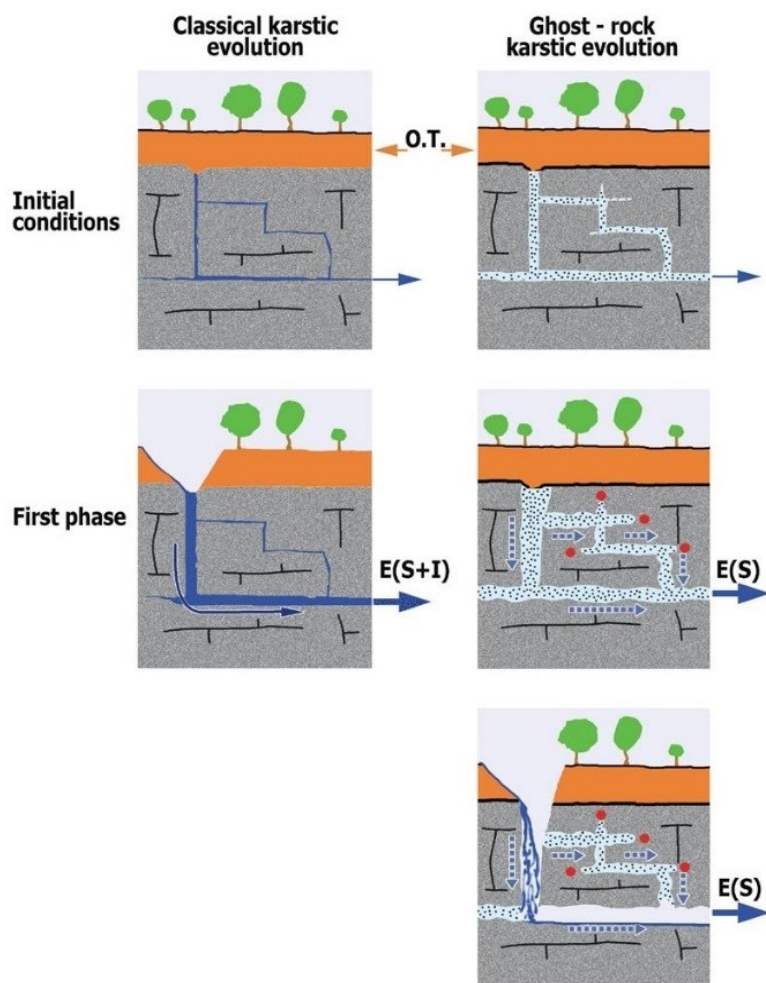 Classical karstic
evolution
Ghost - rock
karstic evolution
O.T.
Initial
conditions
First phase
E(S+I)
E(S)
E(S)